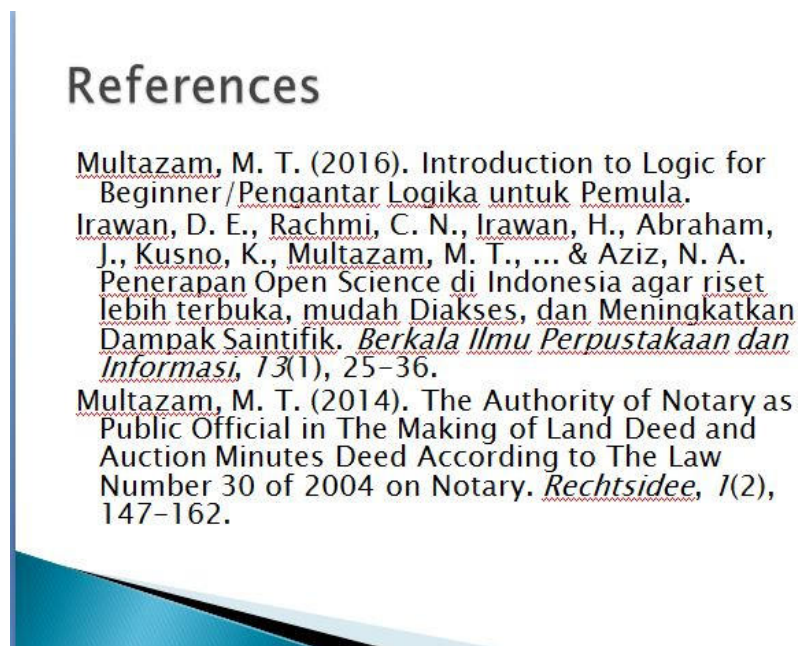 References
Multazam, M. T. (2016). Introduction to Logic for
Beginner/Pengantar Logika untuk Pemula.
Irawan, D. E., Rachmi, C. N., Irawan, H., Abraham,
J., Kusno, K., Multazam, M. T., ... & Aziz, N. A.
Penerapan Open Science di Indonesia agar riset
lebih terbuka, mudah Diakses, dan Meningkatkan
Dampak Saintifik. Berkala Ilmu Perpustakaan dan
Informasi, 13(1), 25-36.
Multazam, M. T. (2014). The Authority of Notary as
Public Official in The Making of Land Deed and
Auction Minutes Deed According to The Law
Number 30 of 2004 on Notary. Rechtsidee, 1(2),
147-162.